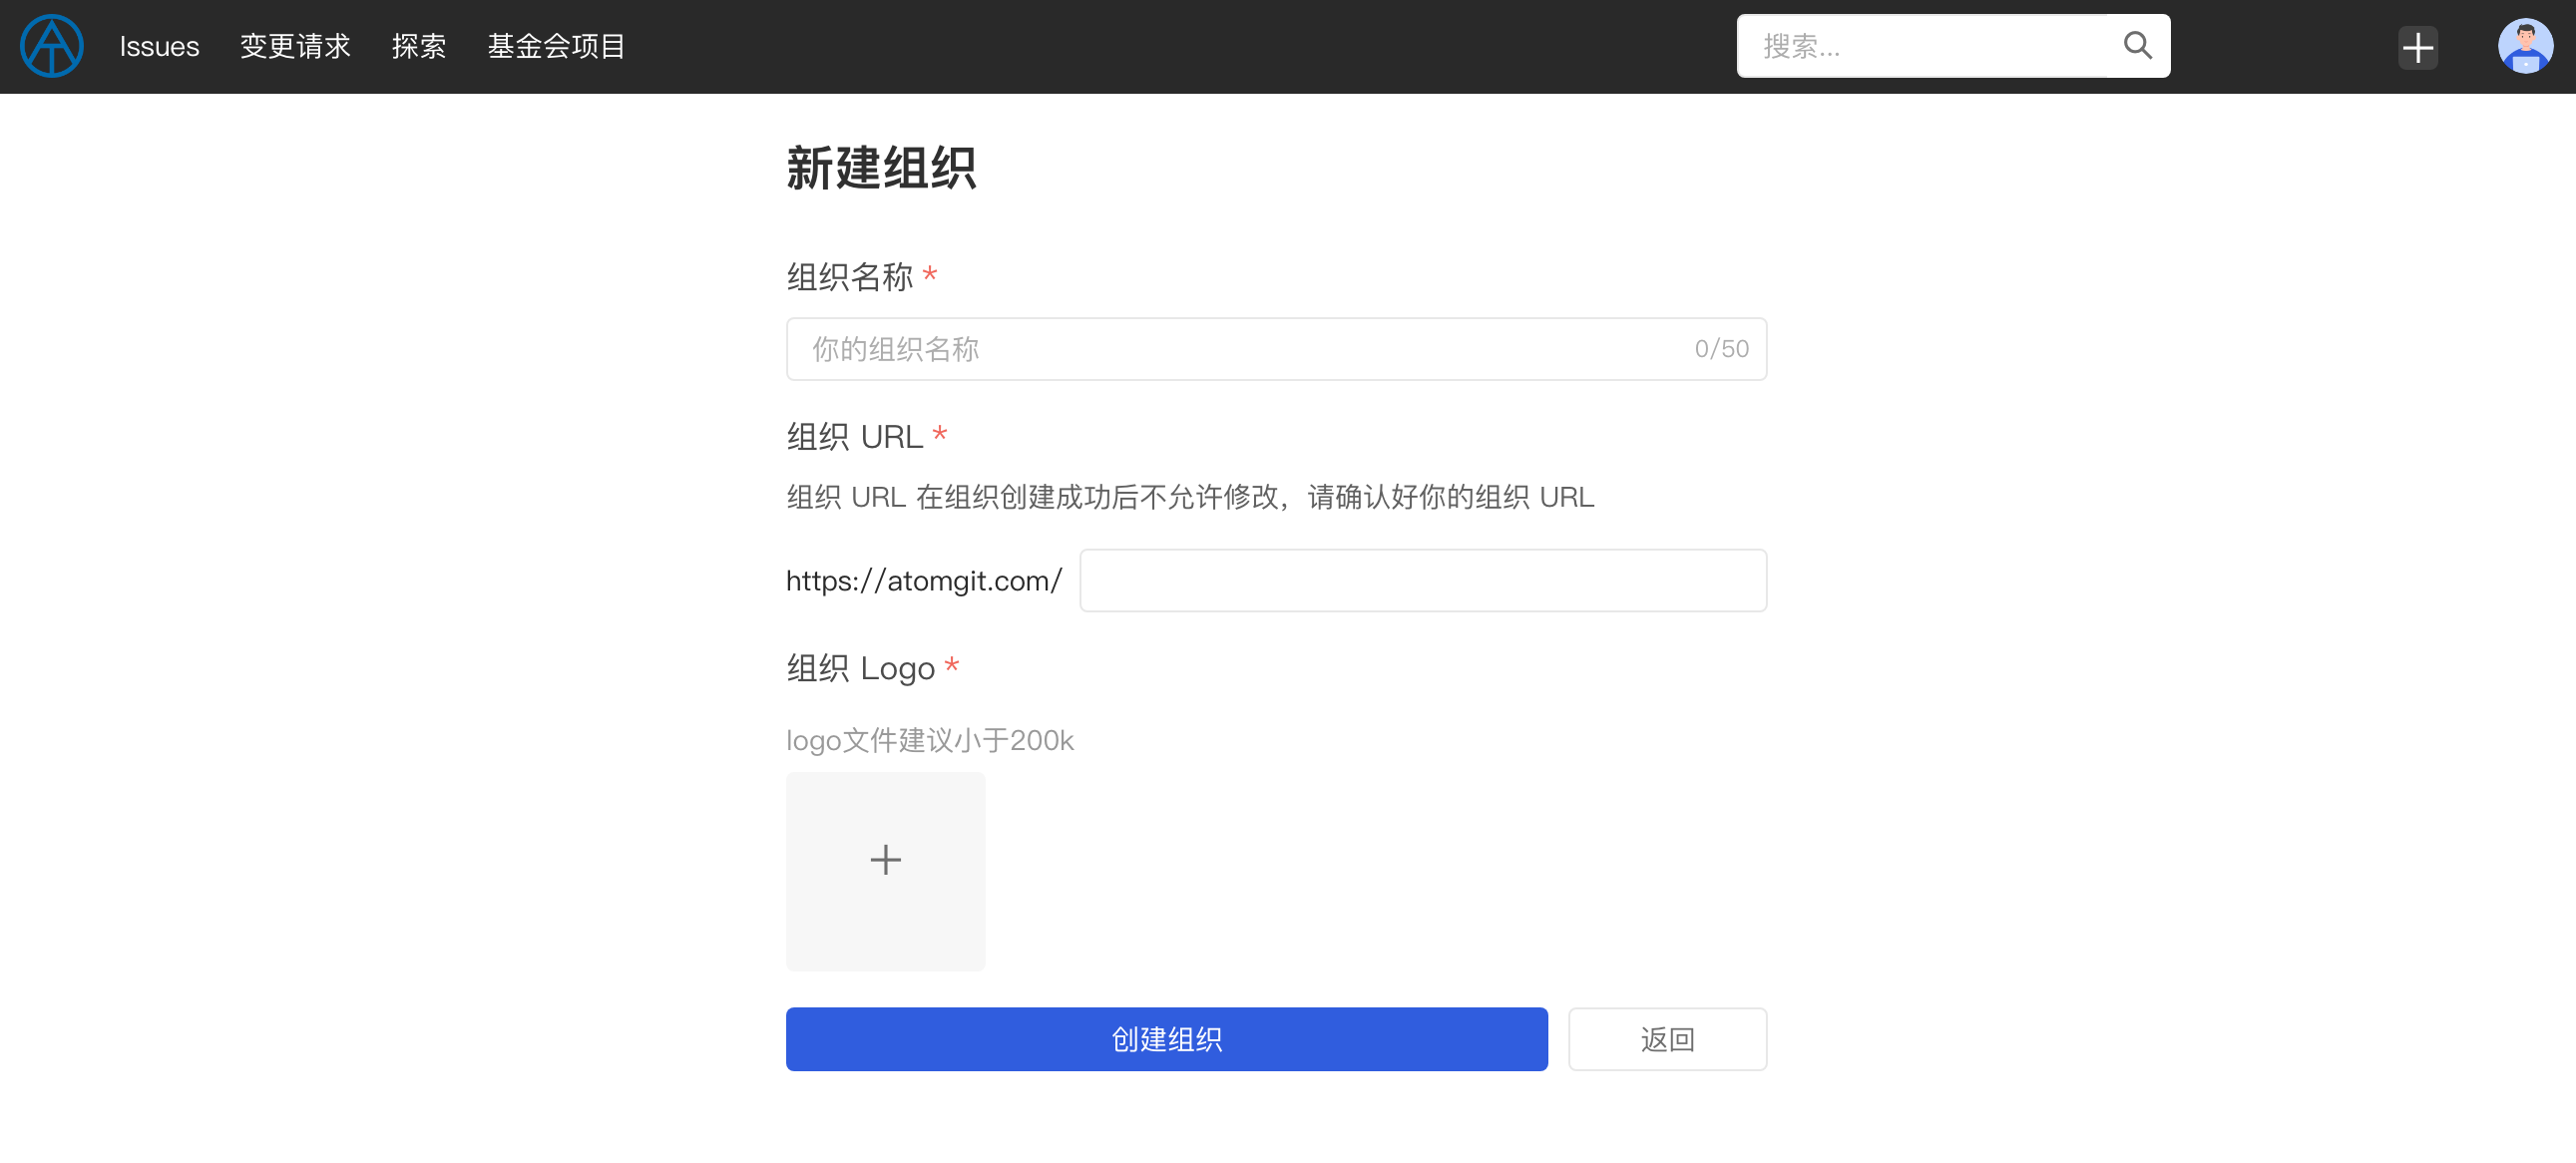 Issues 变更请求 探索 基金会项目 搜索...
新建组织
组织名称 *
你的组织名称 0/50
组织 URL *
组织 URL 在组织创建成功后不允许修改，请确认好你的组织 URL
https://atomgit.com/
组织 Logo *
logo文件建议小于200k
创建组织 返回